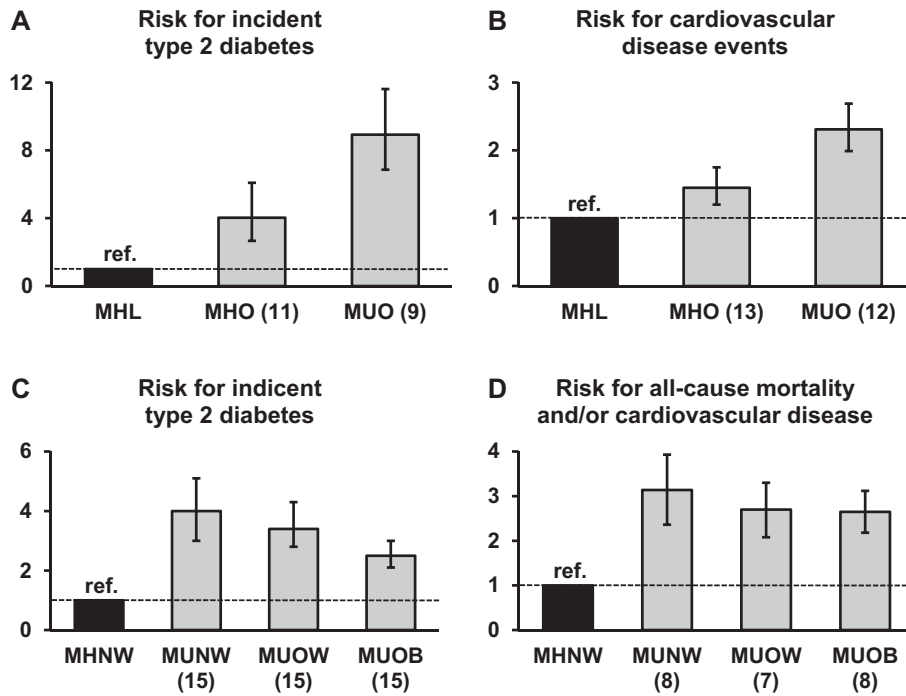 A
Risk for incident
type 2 diabetes
12
8
4
0
ref.
MHL
MHO (11)
MUO (9)
B
Risk for cardiovascular
disease events
3
2
1
0
ref.
MHL
MHO (13)
MUO (12)
C
Risk for indicent
type 2 diabetes
6
4
2
0
ref.
MHNW
MUNW
(15)
MUOW
(15)
MUOB
(15)
D
Risk for all-cause mortality
and/or cardiovascular disease
4
3
2
1
0
ref.
MHNW
MUNW
(8)
MUOW
(7)
MUOB
(8)